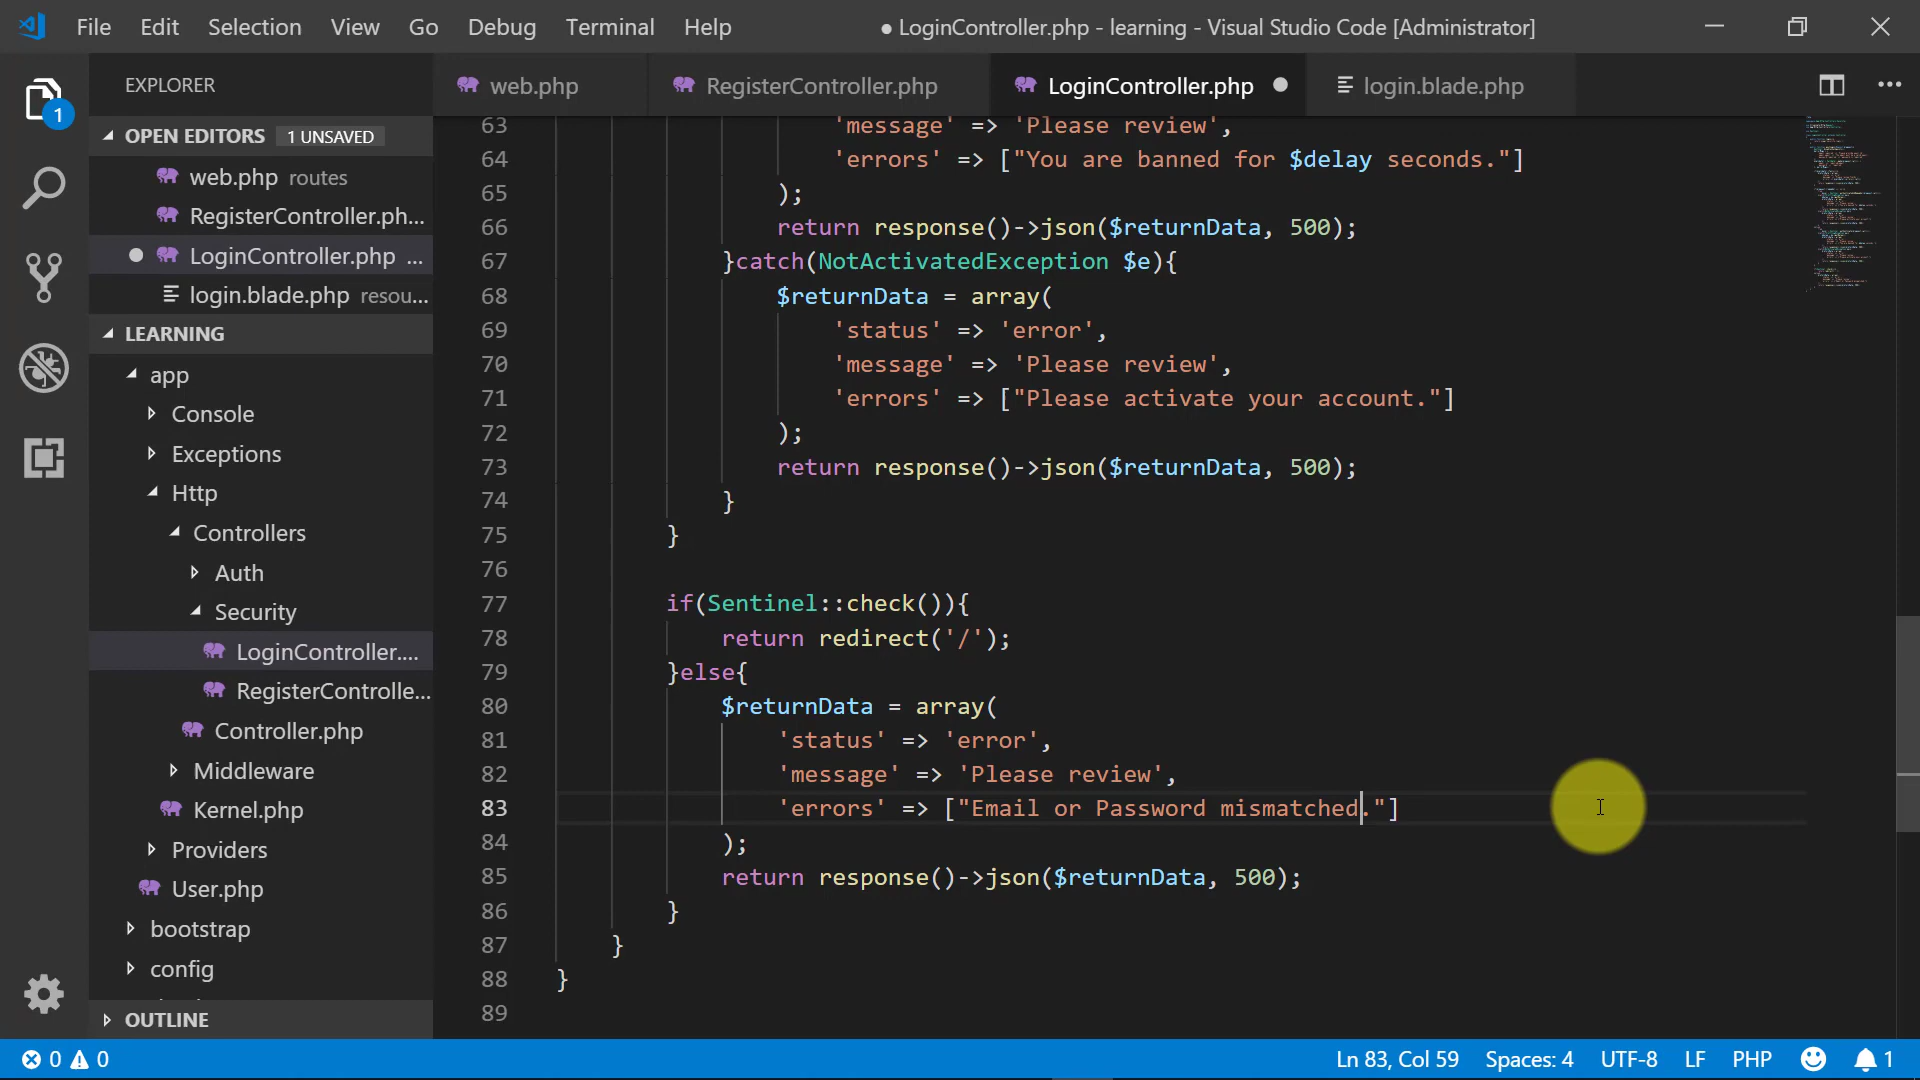 File Edit Selection View Go Debug Terminal Help ● LoginController.php - learning - Visual Studio Code [Administrator]
EXPLORER
web.php RegisterController.php LoginController.php login.blade.php
1
OPEN EDITORS 1 UNSAVED
web.php routes
RegisterController.ph...
LoginController.php ...
login.blade.php resou...
LEARNING
app
Console
Exceptions
Http
Controllers
Auth
Security
LoginController....
RegisterControlle...
Controller.php
Middleware
Kernel.php
Providers
User.php
bootstrap
config
OUTLINE
63 'message' => 'Please review',
64 'errors' => ["You are banned for $delay seconds."]
65 );
66 return response()->json($returnData, 500);
67 }catch(NotActivatedException $e){
68 $returnData = array(
69 'status' => 'error',
70 'message' => 'Please review',
71 'errors' => ["Please activate your account."]
72 );
73 return response()->json($returnData, 500);
74 }
75 }
76
77 if(Sentinel::check()){
78 return redirect('/');
79 }else{
80 $returnData = array(
81 'status' => 'error',
82 'message' => 'Please review',
83 'errors' => ["Email or Password mismatched."]
84 );
85 return response()->json($returnData, 500);
86 }
87 }
88 }
89
0 0 Ln 83, Col 59 Spaces: 4 UTF-8 LF PHP 1